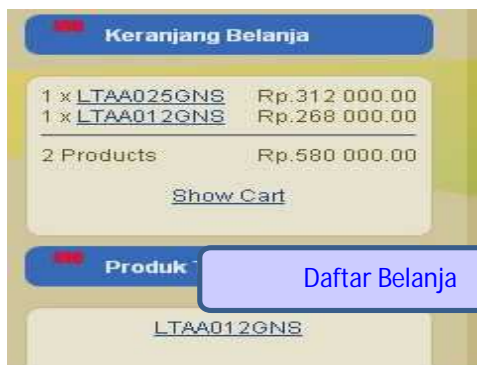 Keranjang Belanja
1 x LTAA025GNS Rp.312 000.00
1 x LTAA012GNS Rp.268 000.00
2 Products Rp.580 000.00
Show Cart
Produk
Daftar Belanja
LTAA012GNS